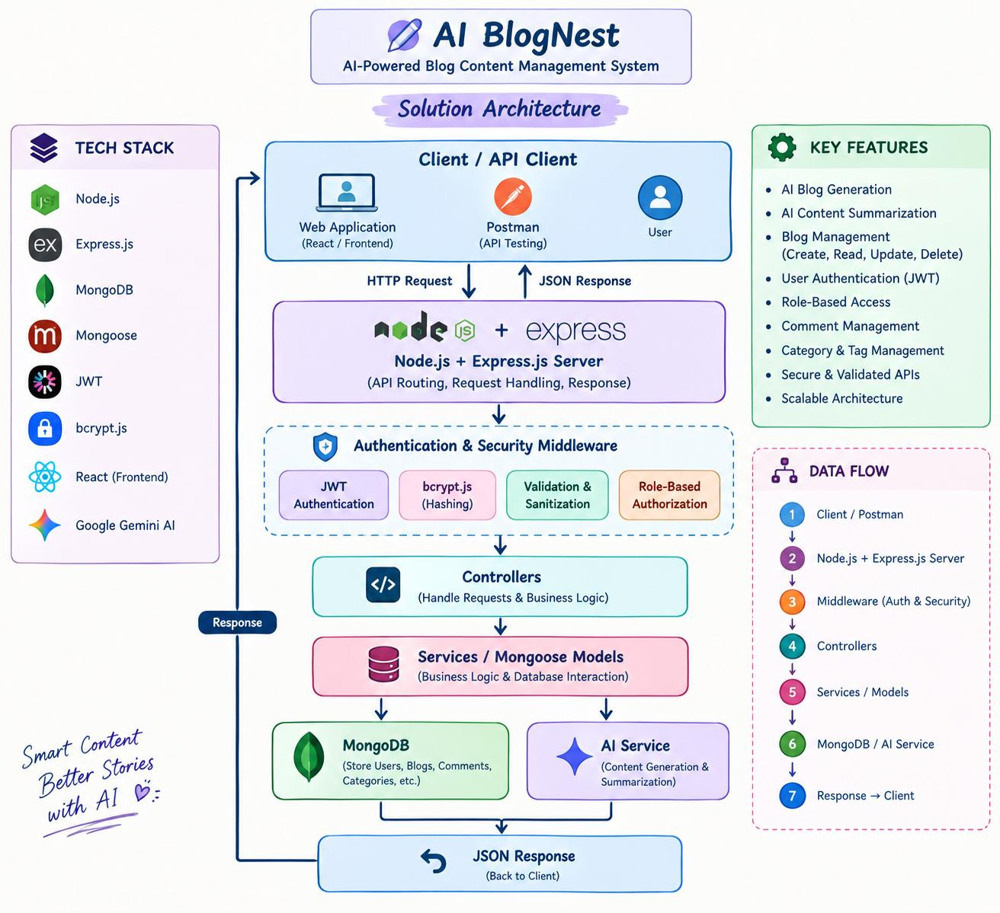 AI BlogNest
AI-Powered Blog Content Management System
Solution Architecture
TECH STACK
JS
Node.js
ex
Express.js
MongoDB
m
Mongoose
JWT
bcrypt.js
React (Frontend)
Google Gemini AI
Client / API Client
Web Application
(React / Frontend)
Postman
(API Testing)
User
HTTP Request
JSON Response
node JS + express
Node.js + Express.js Server
(API Routing, Request Handling, Response)
Authentication & Security Middleware
JWT
Authentication
bcrypt.js
(Hashing)
Validation &
Sanitization
Role-Based
Authorization
</>
Controllers
(Handle Requests & Business Logic)
Response
Services / Mongoose Models
(Business Logic & Database Interaction)
MongoDB
(Store Users, Blogs, Comments,
Categories, etc.)
AI Service
(Content Generation &
Summarization)
JSON Response
(Back to Client)
KEY FEATURES
• AI Blog Generation
• AI Content Summarization
• Blog Management
(Create, Read, Update, Delete)
• User Authentication (JWT)
• Role-Based Access
• Comment Management
• Category & Tag Management
• Secure & Validated APIs
• Scalable Architecture
DATA FLOW
1 Client / Postman
2 Node.js + Express.js Server
3 Middleware (Auth & Security)
4 Controllers
5 Services / Models
6 MongoDB / AI Service
7 Response → Client
Smart Content
Better Stories
with AI